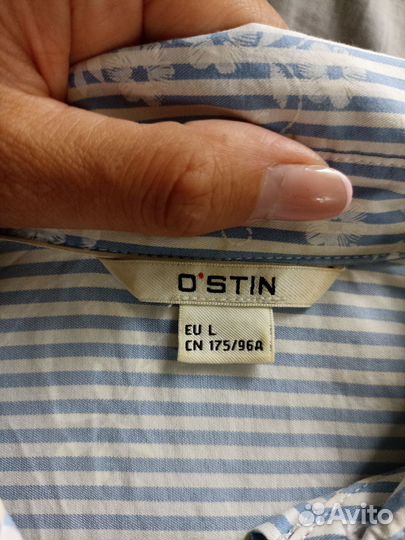 O'STIN
EU L
CN 175/96A
Avito